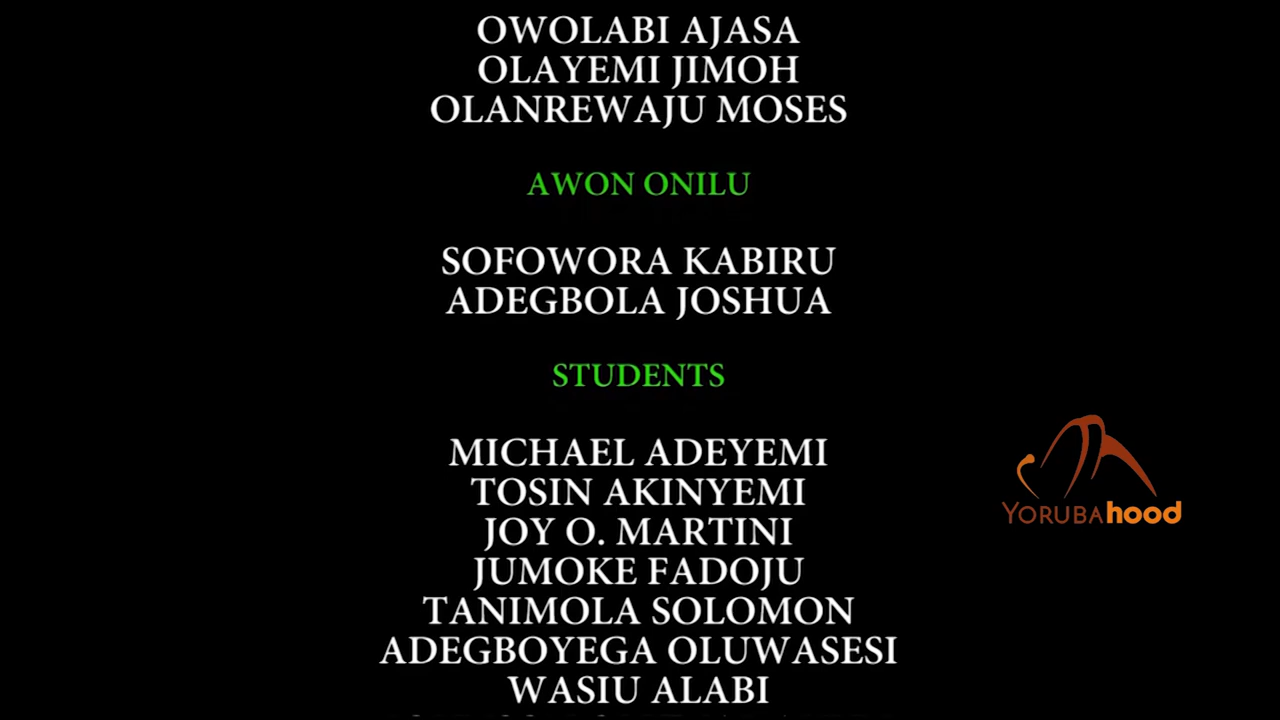 OWOLABI AJASA
OLAYEMI JIMOH
OLANREWAJU MOSES
AWON ONILU
SOFOWORA KABIRU
ADEGBOLA JOSHUA
STUDENTS
MICHAEL ADEYEMI
TOSIN AKINYEMI
JOY O. MARTINI
JUMOKE FADOJU
TANIMOLA SOLOMON
ADEGBOYEGA OLUWASESI
WASIU ALABI
YORUBAhood